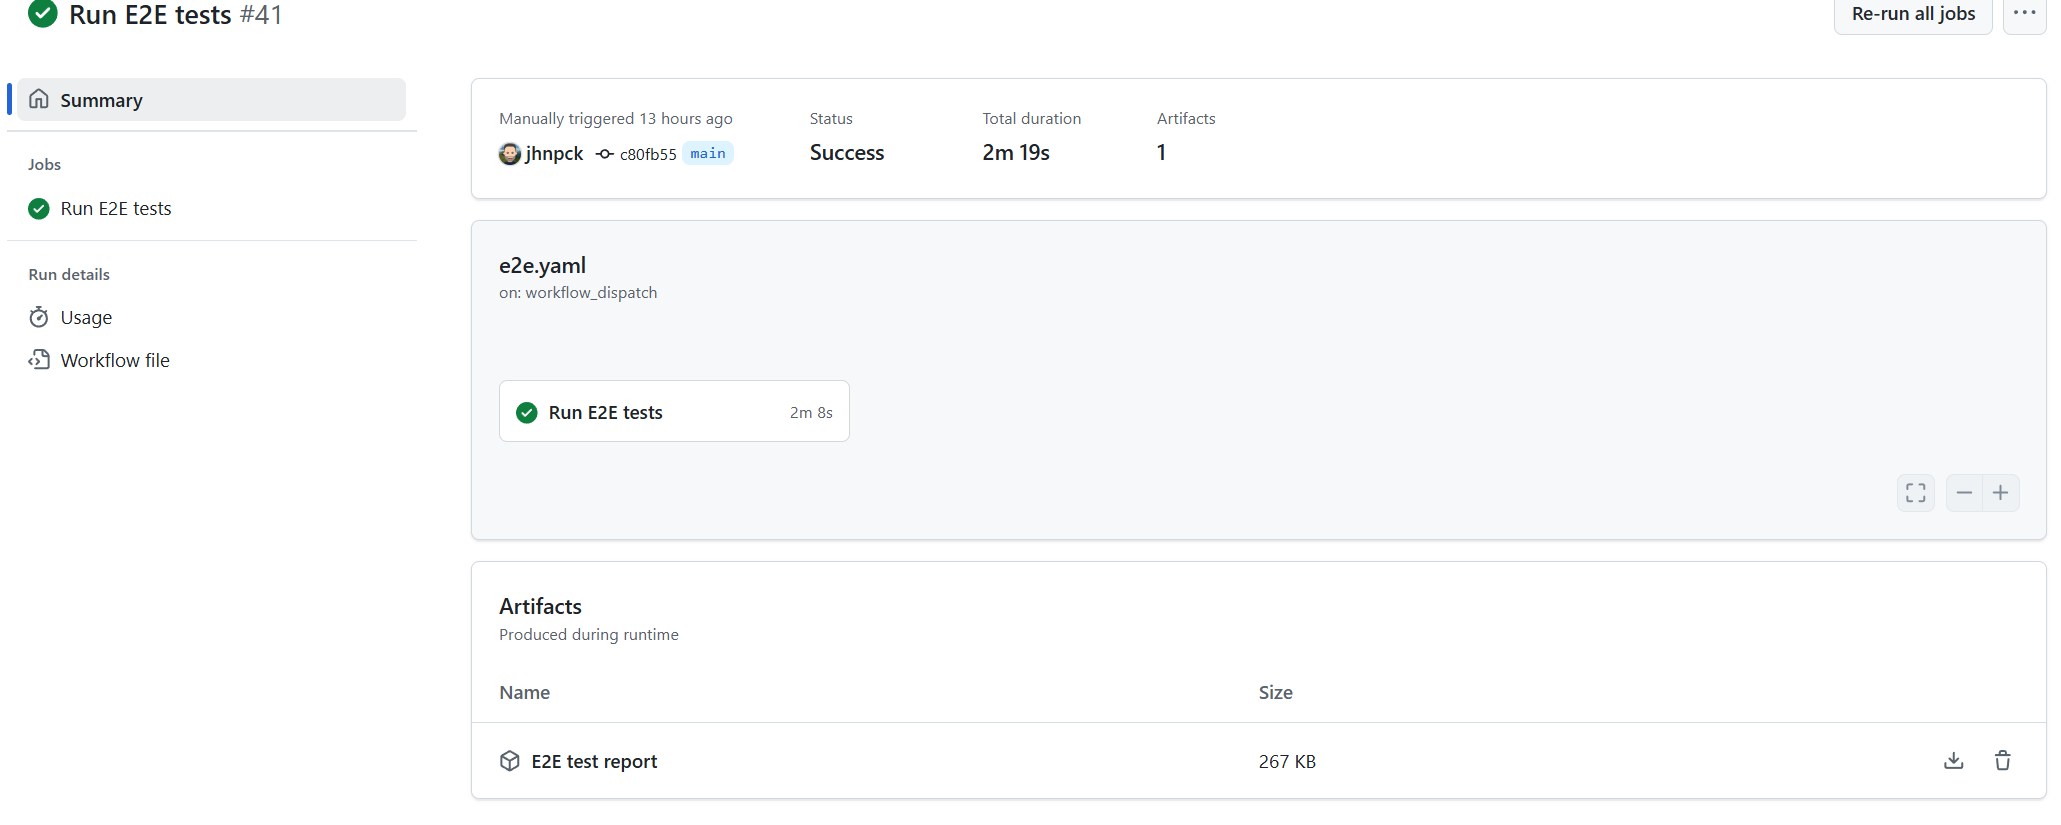 Run E2E tests #41
Re-run all jobs
Summary
Jobs
Run E2E tests
Run details
Usage
Workflow file
Manually triggered 13 hours ago
jhnpck c80fb55 main
Status
Success
Total duration
2m 19s
Artifacts
1
e2e.yaml
on: workflow_dispatch
Run E2E tests 2m 8s
Artifacts
Produced during runtime
Name Size
E2E test report 267 KB